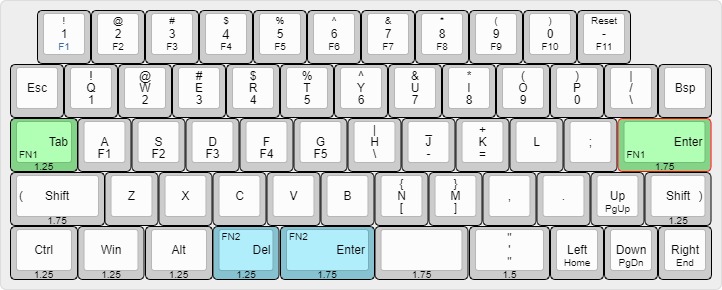 ! @ # $ % ^ & * ( ) Reset
1 2 3 4 5 6 7 8 9 0 -
F1 F2 F3 F4 F5 F6 F7 F8 F9 F10 F11
! @ # $ % ^ & * ( ) |
Esc Q W E R T Y U I O P / Bsp
1 2 3 4 5 6 7 8 9 0 \
| _ +
Tab A S D F G H J K L ; Enter
FN1 F1 F2 F3 F4 F5 \ - = FN1
1.25 1.75
{ }
( Shift Z X C V B N M , . Up Shift )
[ ] PgUp
1.75 1.25
FN2 FN2 "
Ctrl Win Alt Del Enter ' Left Down Right
Home PgDn End
1.25 1.25 1.25 1.25 1.75 1.75 1.5